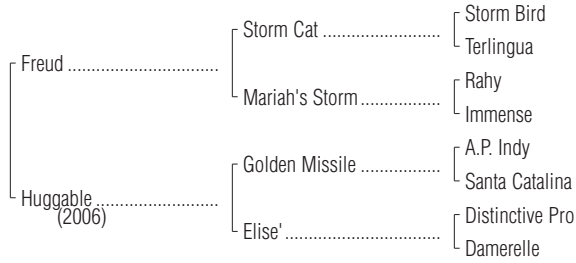 Storm Bird
Storm Cat ........................
Terlingua
Freud ................................
Rahy
Mariah's Storm.................
Immense
A.P. Indy
Golden Missile .................
Santa Catalina
Huggable ..........................
(2006)
Distinctive Pro
Elise' .................................
Damerelle